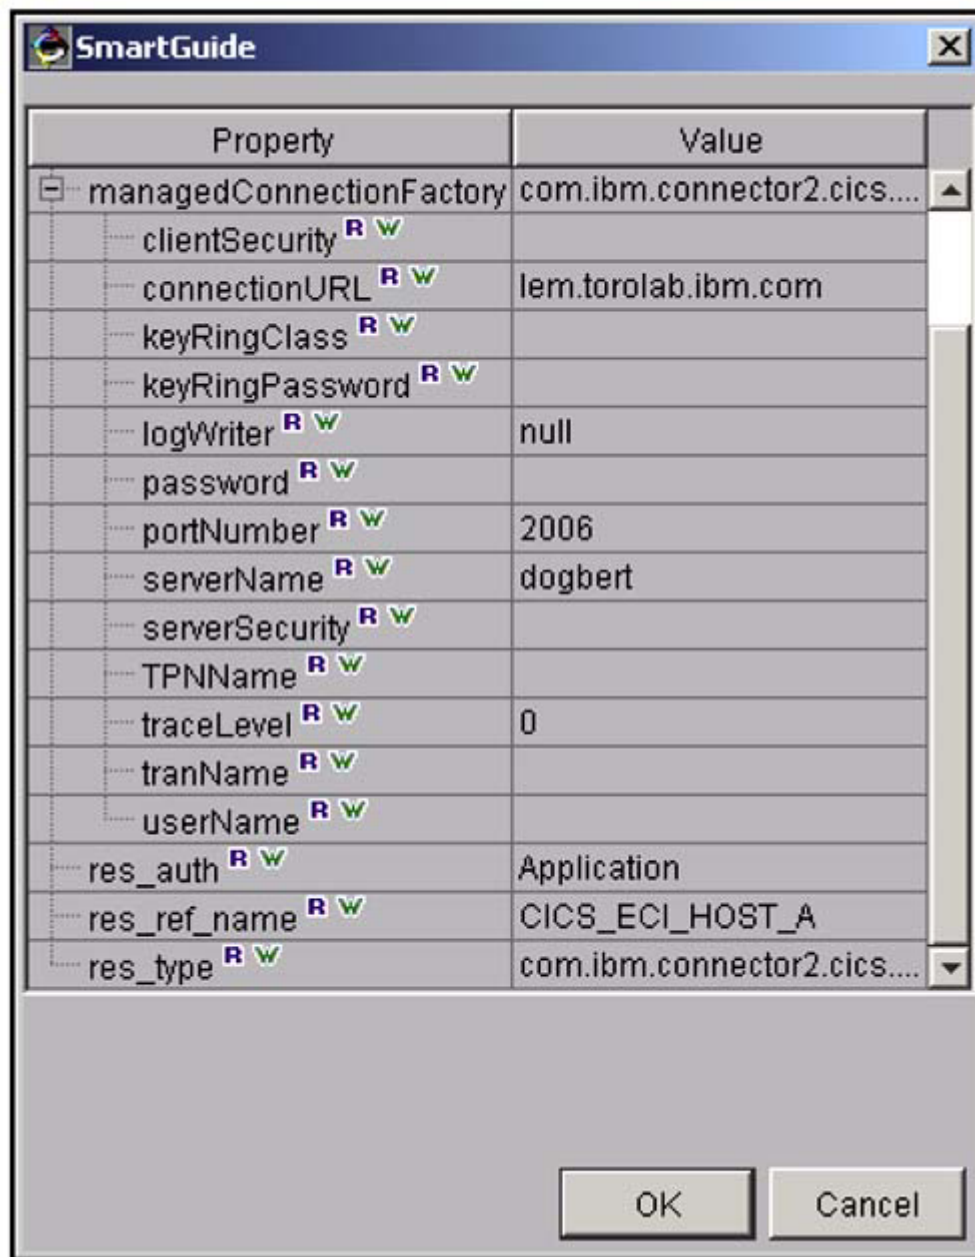 SmartGuide
Property Value
managedConnectionFactory com.ibm.connector2.cics....
clientSecurity R W
connectionURL R W lem.torolab.ibm.com
keyRingClass R W
keyRingPassword R W
logWriter R W null
password R W
portNumber R W 2006
serverName R W dogbert
serverSecurity R W
TPNName R W
traceLevel R W 0
tranName R W
userName R W
res_auth R W Application
res_ref_name R W CICS_ECI_HOST_A
res_type R W com.ibm.connector2.cics....
OK Cancel